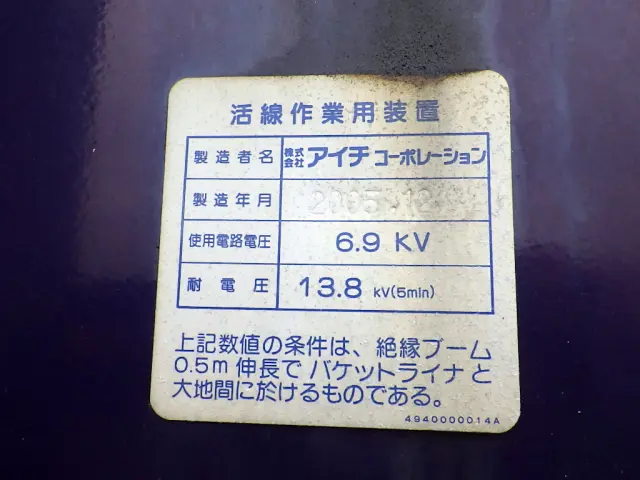 活線作業用装置
製造者名 株式会社 アイチ コーポレーション
製造年月
使用電路電圧 6.9 KV
耐電圧 13.8 kV(5min)
上記数値の条件は、絶縁ブーム
0.5m 伸長で バケットライナと
大地間に於けるものである。
4940000014A